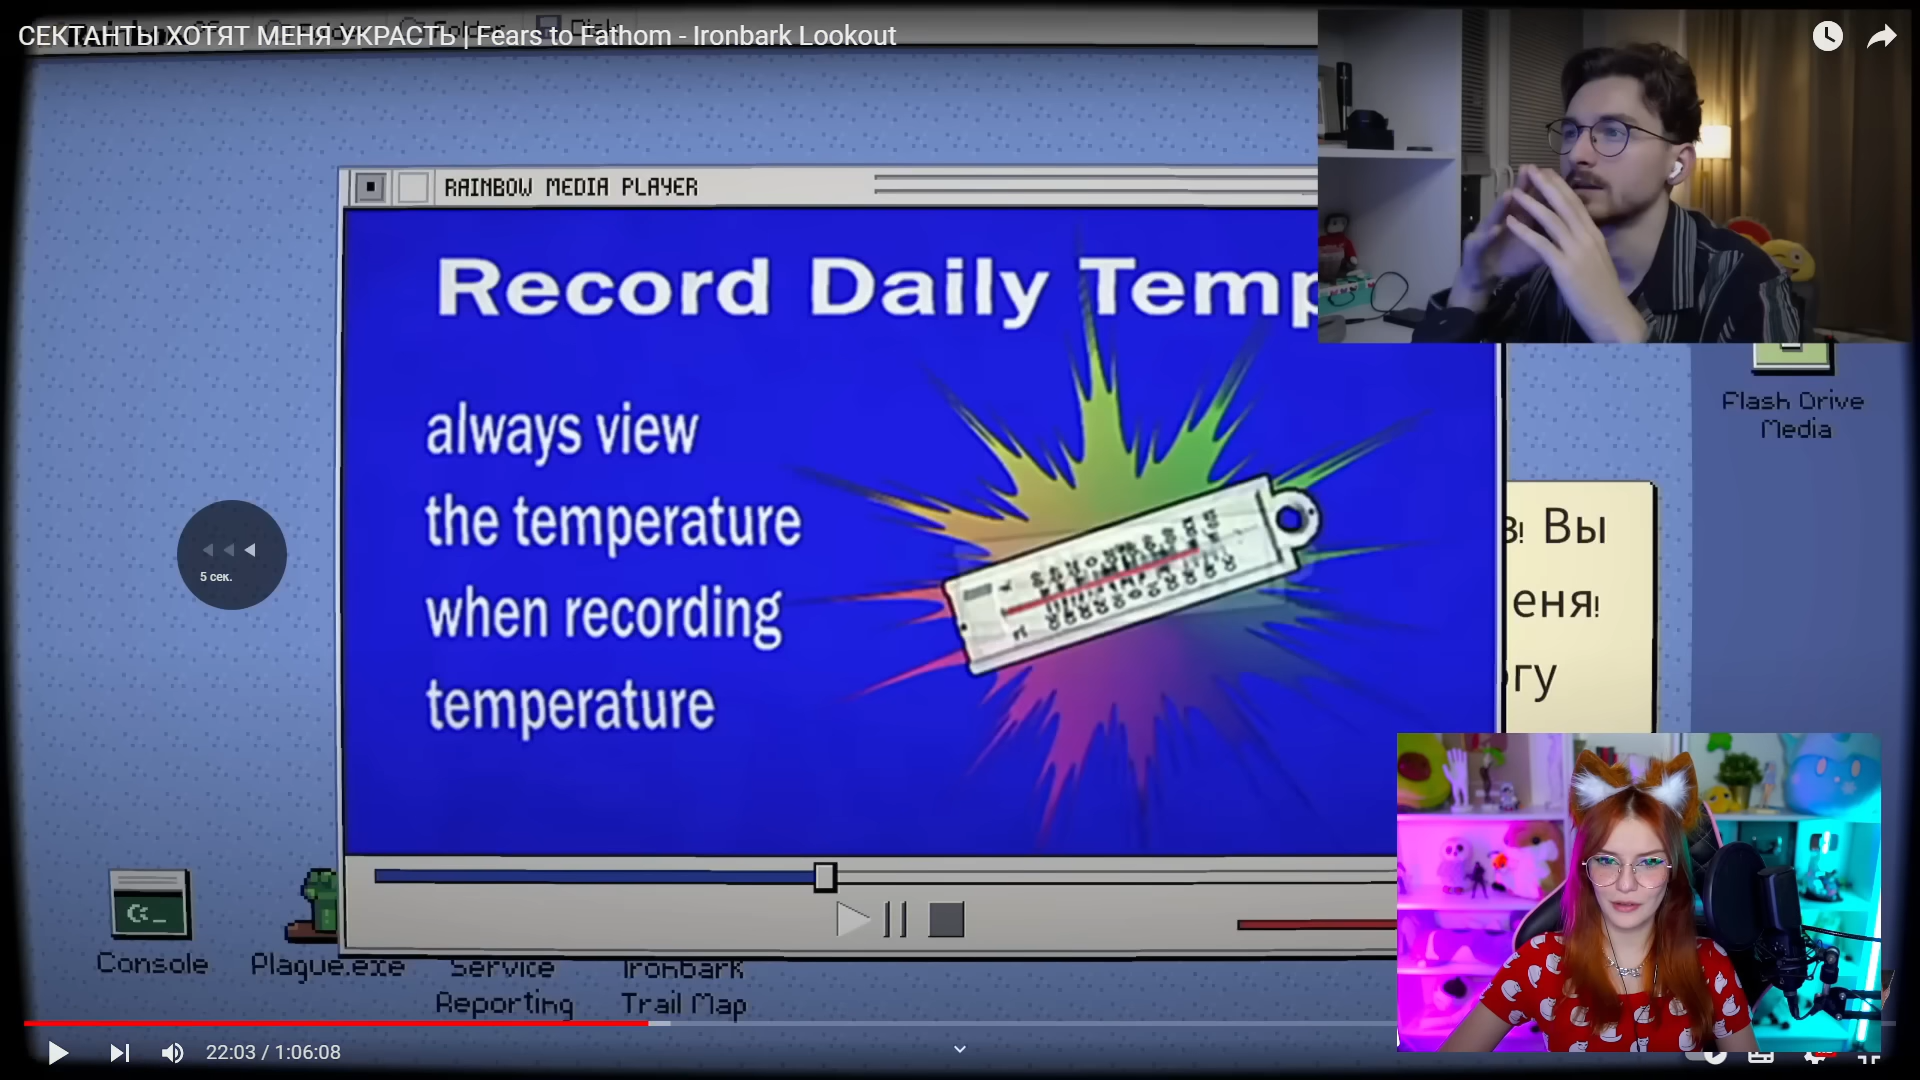 СЕКТАНТЫ ХОТЯТ МЕНЯ УКРАСТЬ | Fears to Fathom - Ironbark Lookout
RAINBOW MEDIA PLAYER
Record Daily Temp
always view
the temperature
when recording
temperature
Flash Drive
Media
в! Вы
еня!
огу
5 сек.
Console
Plague.exe
Service
Reporting
Ironbark
Trail Map
22:03 / 1:06:08